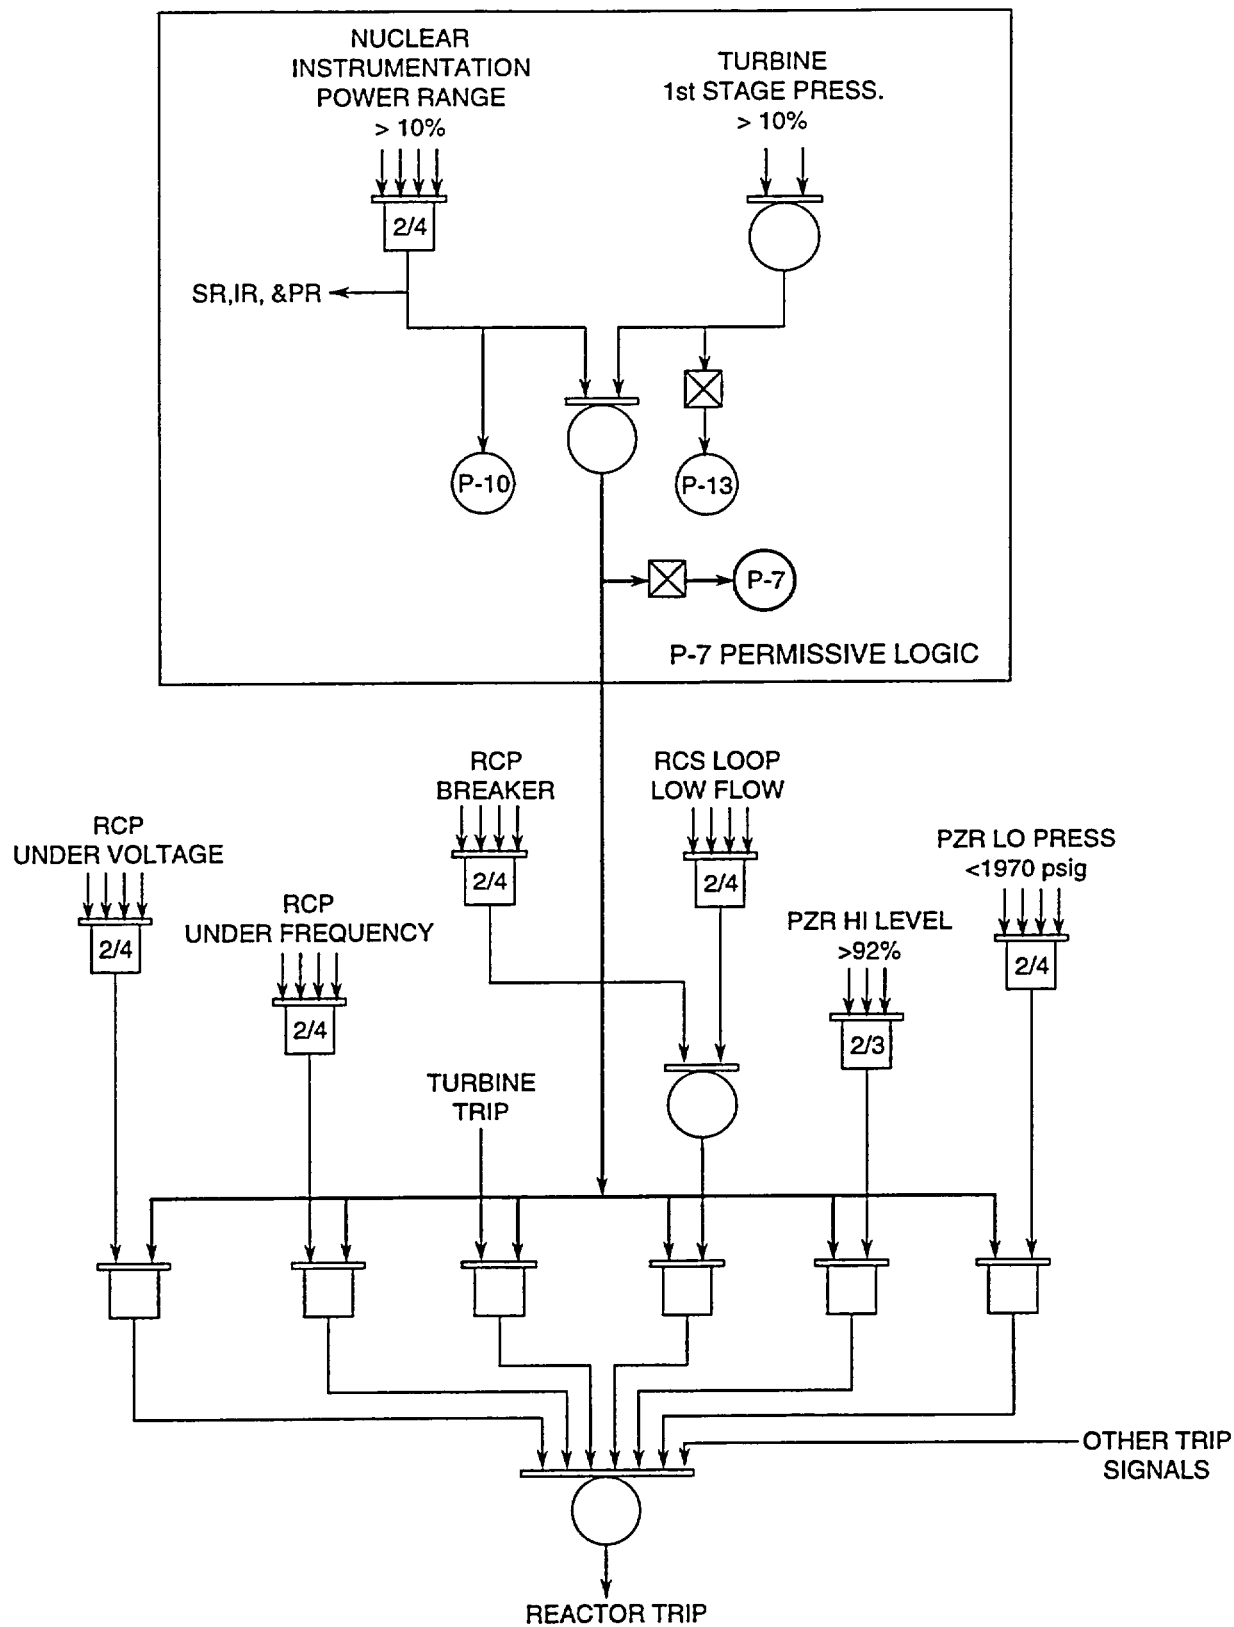 NUCLEAR
INSTRUMENTATION
POWER RANGE
> 10%
TURBINE
1st STAGE PRESS.
> 10%
2/4
SR,IR, &PR
P-10
P-13
P-7
P-7 PERMISSIVE LOGIC
RCP
BREAKER
RCS LOOP
LOW FLOW
RCP
UNDER VOLTAGE
PZR LO PRESS
<1970 psig
2/4
2/4
RCP
UNDER FREQUENCY
PZR HI LEVEL
>92%
2/4
2/4
2/4
2/3
TURBINE
TRIP
OTHER TRIP
SIGNALS
REACTOR TRIP